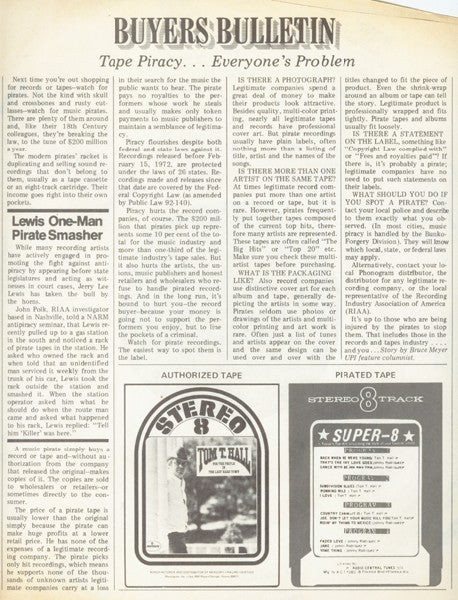 BUYERS BULLETIN
Tape Piracy. . . Everyone's Problem
Next time you're out shopping
for records or tapes—watch for
pirates. Not the kind with skull
and crombones and rusty cut-
lasses—watch for music pirates.
There are plenty of them around
and, like their 18th Century
colleagues, they're breaking the
law, to the tune of $200 million
a year.
The modern pirates' racket is
duplicating and selling sound re-
cordings that don't belong to
them, usually as a tape cassette
or an eight-track cartridge. Their
income goes right into their own
pockets.
Lewis One-Man
Pirate Smasher
While many recording artists
have actively engaged in pro-
moting the fight against anti-
piracy by appearing before state
legislatures and acting as wit-
nesses in court cases, Jerry Lee
Lewis has taken the bull by
the horns.
John Polk, RIAA investigator
based in Nashville, told a NARM
antipiracy seminar, that Lewis re-
cently pulled up to a gas station
in the south and noticed a rack
of pirate tapes in the station. He
asked who owned the rack and
when told that an unidentified
man serviced it weekly from the
trunk of his car, Lewis took the
rack outside the station and
smashed it. When the station
operator asked him what he
should do when the route man
came and asked what happened
to his rack, Lewis replied: "Tell
him 'Killer' was here."
A music pirate simply buys a
record or tape and—without au-
thorization from the company
that released the original—makes
copies of it. The copies are sold
to wholesalers or retailers—or
sometimes directly to the con-
sumer.
The price of a pirate tape is
usually lower than the original
simply because the pirate can
make huge profits at a lower
retail price. He has none of the
expenses of a legitimate record-
ing company. The pirate picks
only hit recordings, which means
he supports none of the thous-
ands of unknown artists legiti-
mate companies carry at a loss
in their search for the music the
public wants to bear. The pirate
pays no royalties to the per-
formers whose work he steals
and usually makes only token
payments to music publishers to
maintain a semblance of legitima-
cy.
Piracy flourishes despite both
federal and state laws against it.
Recordings released before Feb-
ruary 15, 1972, are protected
under the laws of 26 states. Re-
cordings made and releases since
that date are covered by the Fed-
eral Copyright law (as amended
by Public Law 92-140).
Piracy hurts the record com-
panies, of course. The $200 mil-
lion that pirates pick up repre-
sents some 10 per cent of the to-
tal for the music industry and
more than one-third of the legi-
timate industry's tape sales. But
it also hurts the artists, the un-
ions, music publishers and honest
retailers and wholesalers who re-
fuse to handle pirated record-
ings. And in the long run, it's
bound to hurt you—the record
buyer—because your money is
going not to support the per-
formers you enjoy, but to line
the pockets of a criminal.
Watch for pirate recordings.
The easiest way to spot them is
the label.
IS THERE A PHOTOGRAPH?
Legitimate companies spend a
great deal of money to make
their products look attractive.
Besides quality, multi-color print-
ing, nearly all legitimate tapes
and records have professional
cover art. But pirate recordings
usually have plain labels, often
nothing more than a listing of
title, artist and the names of the
songs.
IS THERE MORE THAN ONE
ARTIST ON THE SAME TAPE?
At times legitimate record com-
panies put more than one artist
on a record or tape, but it is
rare. However, pirates frequent-
ly put together tapes composed
of the current top hits, there-
fore many artists are represented.
These tapes are often called "The
Big Hits" or "Top 20" etc.
Make sure you check these multi-
artist tapes before purchasing.
WHAT IS THE PACKAGING
LIKE? Also record companies
use distinctive cover art for each
album and tape, generally de-
picting the artists in some way.
Pirates seldom use photos or
drawings of the artists and multi-
color printing and art work is
rare. Often just a list of tunes
and artists appear on the cover
and the same design can be
used over and over with the
titles changed to fit the piece of
product. Even the shrink-wrap
around an album or tape can tell
the story. Legitimate product is
professionally wrapped and fits
tightly. Pirate tapes and albums
usually fit loosely.
IS THERE A STATEMENT
ON THE LABEL, something like
"Copyright Law complied with"
or "Fees and royalties paid"? If
there is, it's probably a pirate;
legitimate companies have no
need to put such statements on
their labels.
WHAT SHOULD YOU DO IF
YOU SPOT A PIRATE? Con-
tact your local police and describe
to them exactly what you ob-
served. (In most cities, music
piracy is handled by the Bunko-
Forgery Division.) They will know
which local, state, or federal laws
may apply.
Alternatively, contact your lo-
cal Phonogram distributor, the
distributor for any legitimate re-
cording company, or the local
representative of the Recording
Industry Association of America
(RIAA).
It's up to those who are being
injured by the pirates to stop
them. That includes those in the
records and tapes industry . . . .
and you. . .Story by Bruce Meyer
UPI feature columnist.
AUTHORIZED TAPE
STEREO
8
TOM T. HALL
FOR THE PEOPLE
IN
THE LAST HARD TOWN
PIRATED TAPE
STEREO 8 TRACK
★ SUPER-8 ★
PROGRAM 1
PROGRAM 2
PROGRAM 3
PROGRAM 4